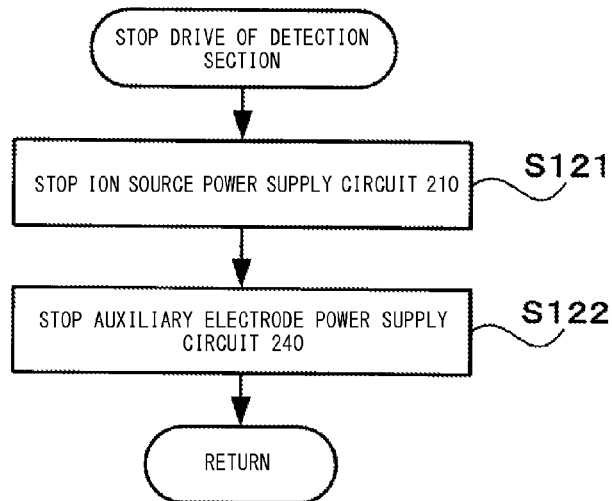 STOP DRIVE OF DETECTION
SECTION
STOP ION SOURCE POWER SUPPLY CIRCUIT 210
S121
STOP AUXILIARY ELECTRODE POWER SUPPLY
CIRCUIT 240
S122
RETURN